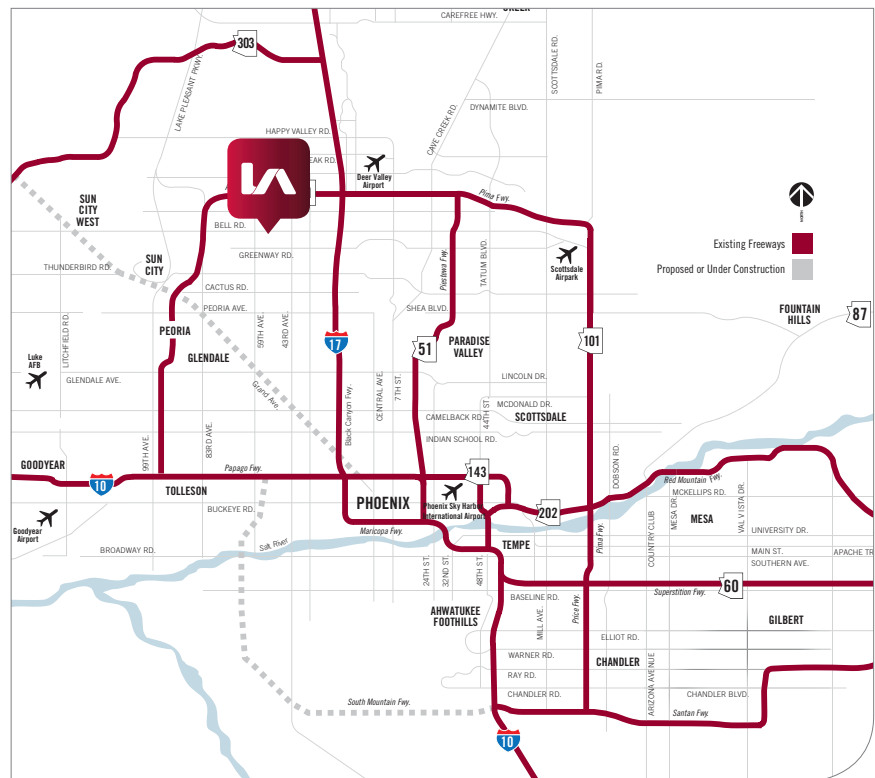 CAREFREE HWY.
303
LAKE PLEASANT PKWY.
SCOTTSDALE RD.
PIMA RD.
DYNAMITE BLVD.
CAVE CREEK RD.
HAPPY VALLEY RD.
Deer Valley
Airport
LA
Pima Fwy.
SUN
CITY
WEST
BELL RD.
NORTH
Existing Freeways
Proposed or Under Construction
GREENWAY RD.
SUN
CITY
THUNDERBIRD RD.
Piestewa Fwy.
TATUM BLVD.
Scottsdale
Airpark
CACTUS RD.
PEORIA AVE.
SHEA BLVD.
FOUNTAIN
HILLS
87
LITCHFIELD RD.
PEORIA
59TH AVE.
43RD AVE.
GLENDALE
17
51
PARADISE
VALLEY
101
Luke
AFB
GLENDALE AVE.
Grand Ave.
Black Canyon Fwy.
CENTRAL AVE.
7TH ST.
LINCOLN DR.
MCDONALD DR.
44TH ST.
SCOTTSDALE
CAMELBACK RD.
INDIAN SCHOOL RD.
99TH AVE.
83RD AVE.
DOBSON RD.
GOODYEAR
10
Papago Fwy.
143
Red Mountain Fwy.
TOLLESON
PHOENIX
Phoenix Sky Harbor
International Airport
202
MCKELLIPS RD.
MESA DR.
VAL VISTA DR.
MESA
BUCKEYE RD.
Goodyear
Airport
Maricopa Fwy.
UNIVERSITY DR.
COUNTRY CLUB
BROADWAY RD.
Salt River
TEMPE
Pima Fwy.
MAIN ST.
APACHE TR
SOUTHERN AVE.
24TH ST.
32ND ST.
48TH ST.
60
Superstition Fwy.
BASELINE RD.
AHWATUKEE
FOOTHILLS
MILL AVE.
Price Fwy.
GILBERT
ELLIOT RD.
WARNER RD.
CHANDLER
RAY RD.
ARIZONA AVENUE
CHANDLER RD.
CHANDLER BLVD.
South Mountain Fwy.
Santan Fwy.
10